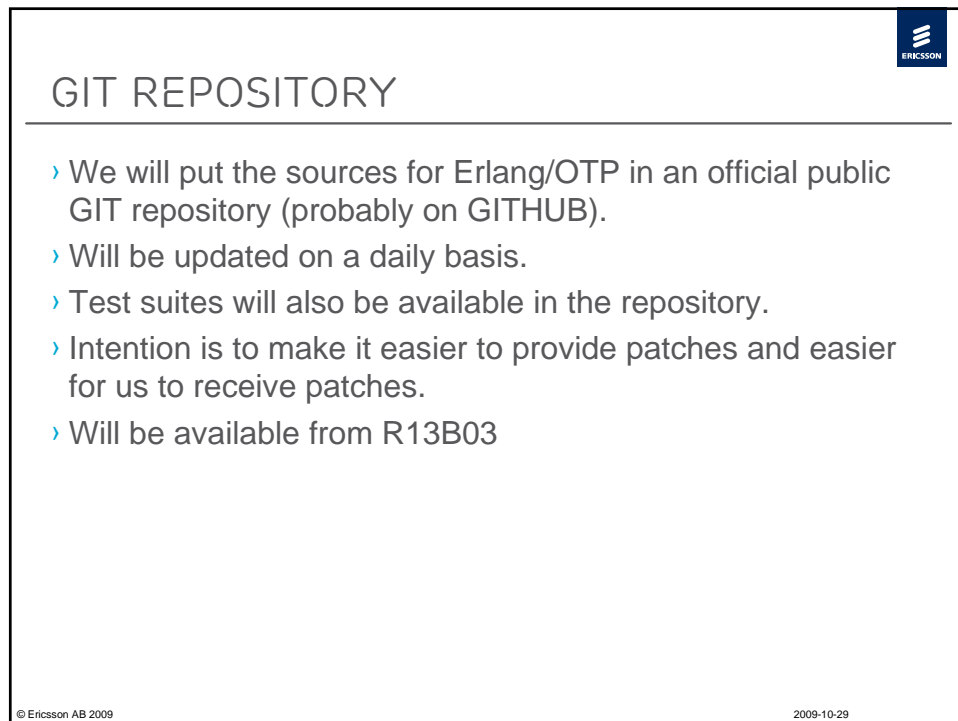 ERICSSON
GIT REPOSITORY
› We will put the sources for Erlang/OTP in an official public
GIT repository (probably on GITHUB).
› Will be updated on a daily basis.
› Test suites will also be available in the repository.
› Intention is to make it easier to provide patches and easier
for us to receive patches.
› Will be available from R13B03
© Ericsson AB 2009
2009-10-29